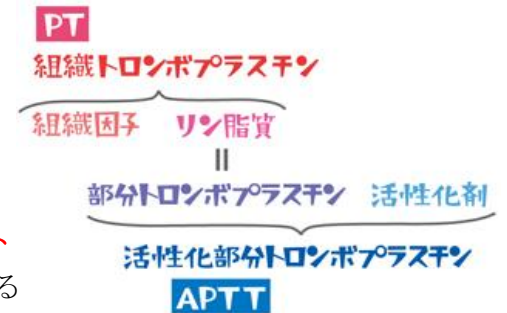 PT
組織トロンボプラスチン
組織因子 リン脂質
=
部分トロンボプラスチン 活性化剤
、
活性化部分トロンボプラスチン
る
APTT